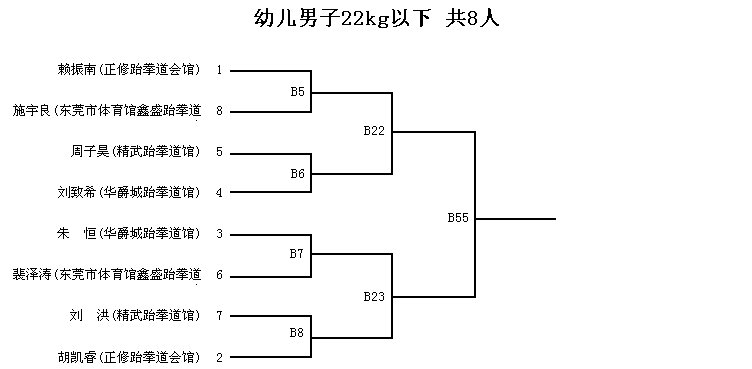 幼儿男子22kg以下 共8人
赖振南(正修跆拳道会馆) 1
B5
施宇良(东莞市体育馆鑫盛跆拳道 8
B22
周子昊(精武跆拳道馆) 5
B6
刘致希(华爵城跆拳道馆) 4
B55
朱 恒(华爵城跆拳道馆) 3
B7
裴泽涛(东莞市体育馆鑫盛跆拳道 6
B23
刘 洪(精武跆拳道馆) 7
B8
胡凯睿(正修跆拳道会馆) 2